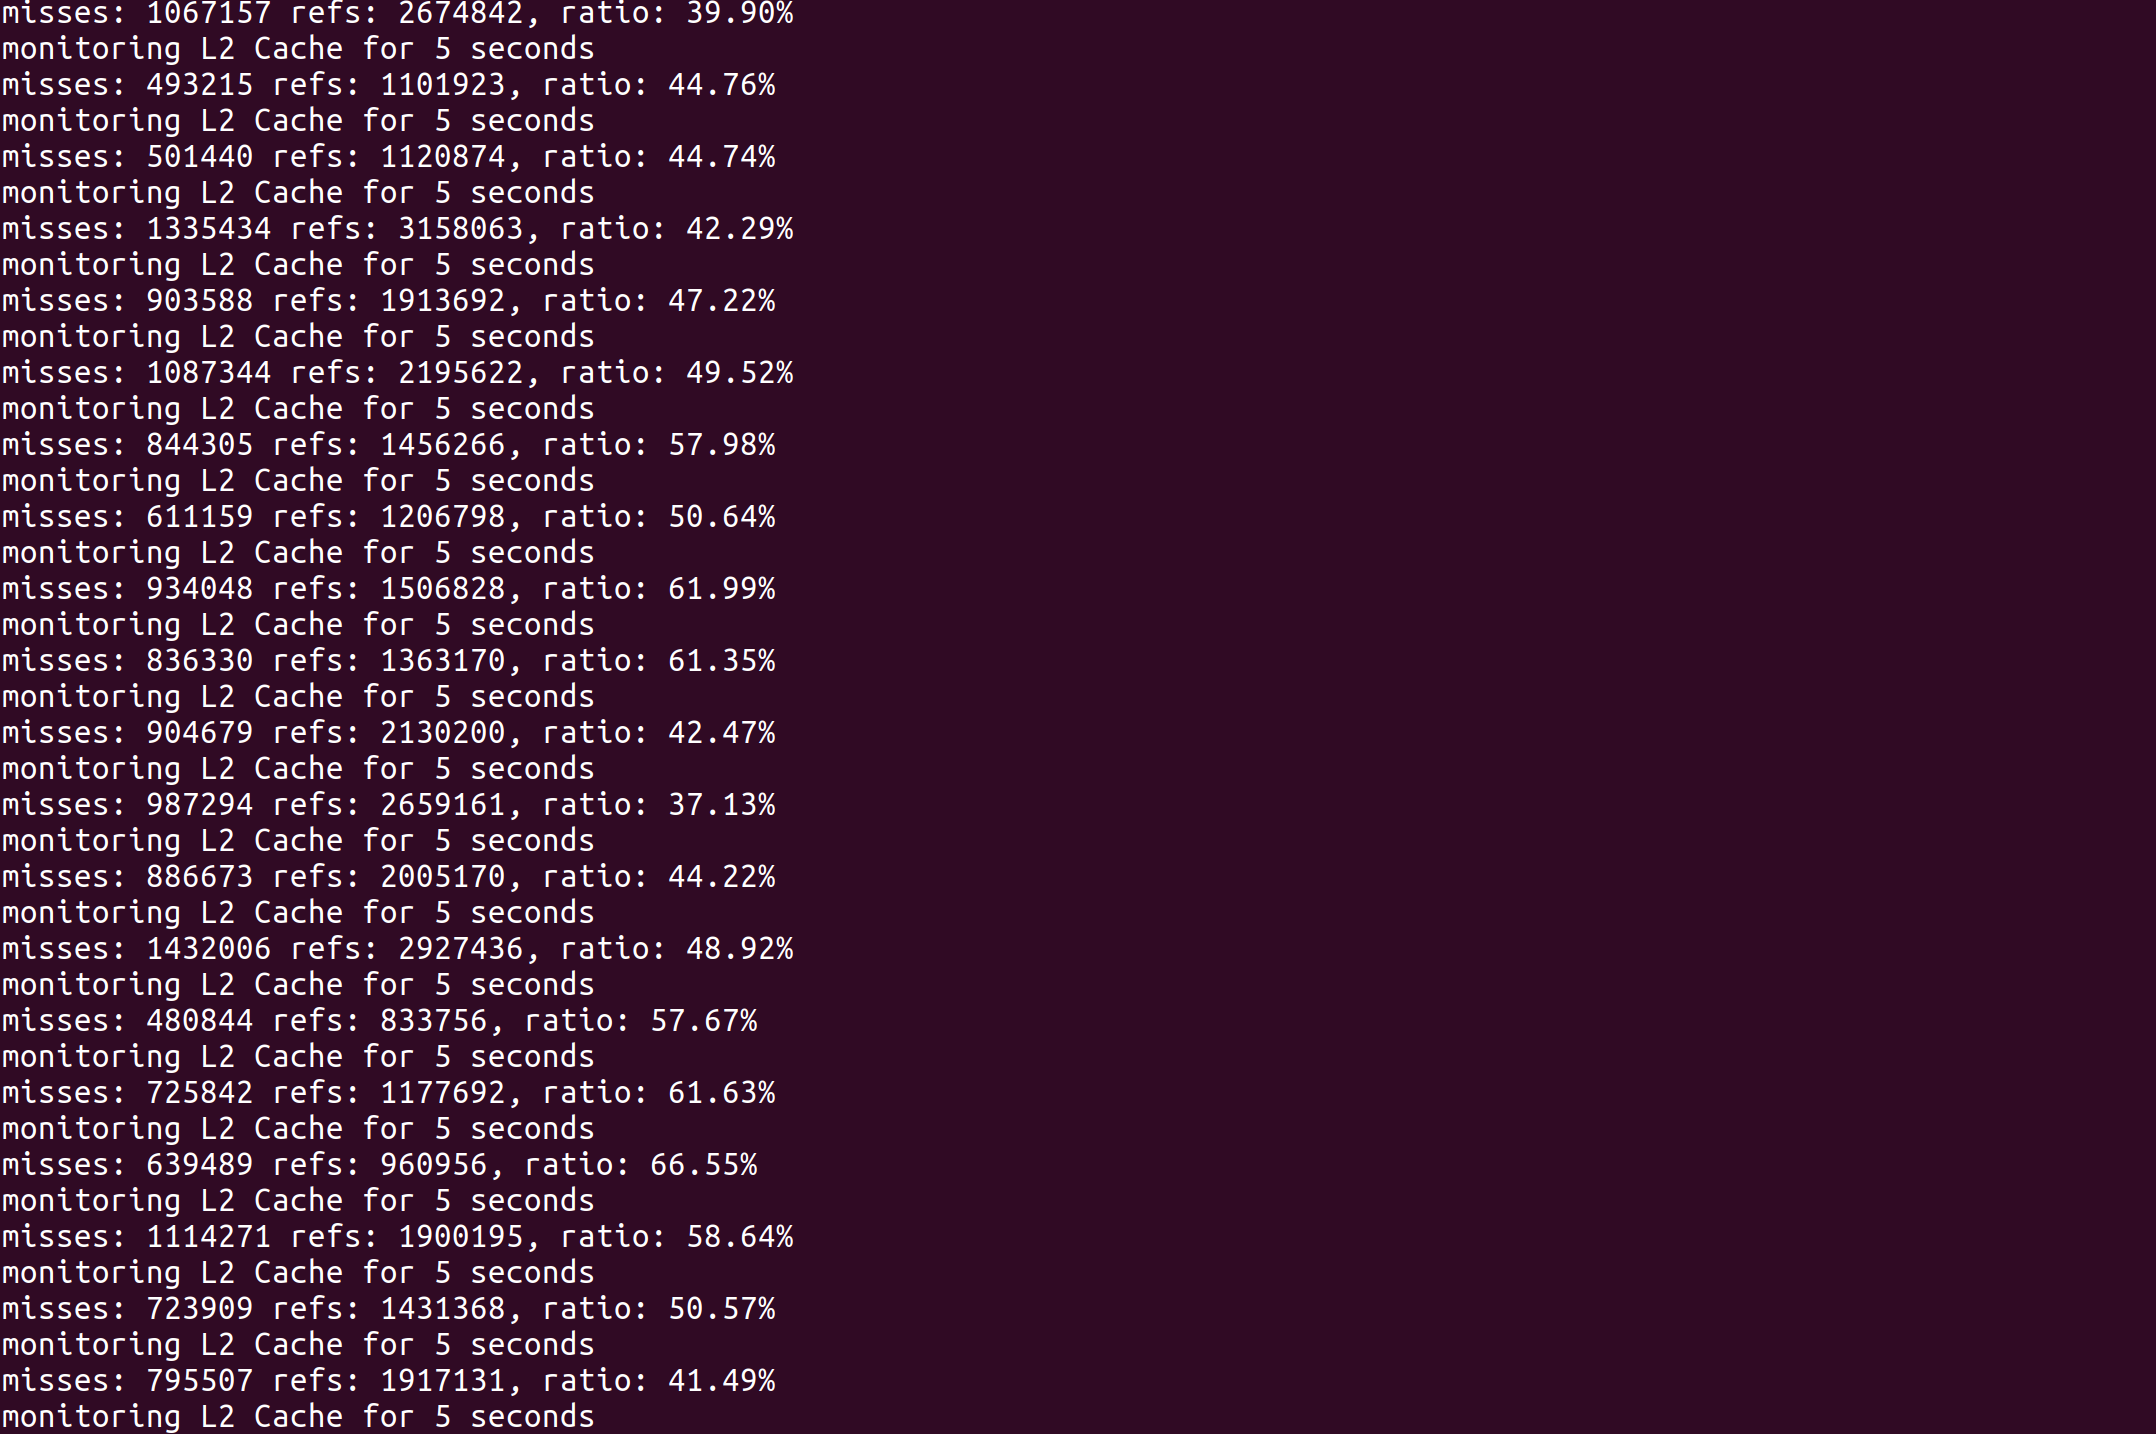 misses: 1067157 refs: 2674842, ratio: 39.90%
monitoring L2 Cache for 5 seconds
misses: 493215 refs: 1101923, ratio: 44.76%
monitoring L2 Cache for 5 seconds
misses: 501440 refs: 1120874, ratio: 44.74%
monitoring L2 Cache for 5 seconds
misses: 1335434 refs: 3158063, ratio: 42.29%
monitoring L2 Cache for 5 seconds
misses: 903588 refs: 1913692, ratio: 47.22%
monitoring L2 Cache for 5 seconds
misses: 1087344 refs: 2195622, ratio: 49.52%
monitoring L2 Cache for 5 seconds
misses: 844305 refs: 1456266, ratio: 57.98%
monitoring L2 Cache for 5 seconds
misses: 611159 refs: 1206798, ratio: 50.64%
monitoring L2 Cache for 5 seconds
misses: 934048 refs: 1506828, ratio: 61.99%
monitoring L2 Cache for 5 seconds
misses: 836330 refs: 1363170, ratio: 61.35%
monitoring L2 Cache for 5 seconds
misses: 904679 refs: 2130200, ratio: 42.47%
monitoring L2 Cache for 5 seconds
misses: 987294 refs: 2659161, ratio: 37.13%
monitoring L2 Cache for 5 seconds
misses: 886673 refs: 2005170, ratio: 44.22%
monitoring L2 Cache for 5 seconds
misses: 1432006 refs: 2927436, ratio: 48.92%
monitoring L2 Cache for 5 seconds
misses: 480844 refs: 833756, ratio: 57.67%
monitoring L2 Cache for 5 seconds
misses: 725842 refs: 1177692, ratio: 61.63%
monitoring L2 Cache for 5 seconds
misses: 639489 refs: 960956, ratio: 66.55%
monitoring L2 Cache for 5 seconds
misses: 1114271 refs: 1900195, ratio: 58.64%
monitoring L2 Cache for 5 seconds
misses: 723909 refs: 1431368, ratio: 50.57%
monitoring L2 Cache for 5 seconds
misses: 795507 refs: 1917131, ratio: 41.49%
monitoring L2 Cache for 5 seconds